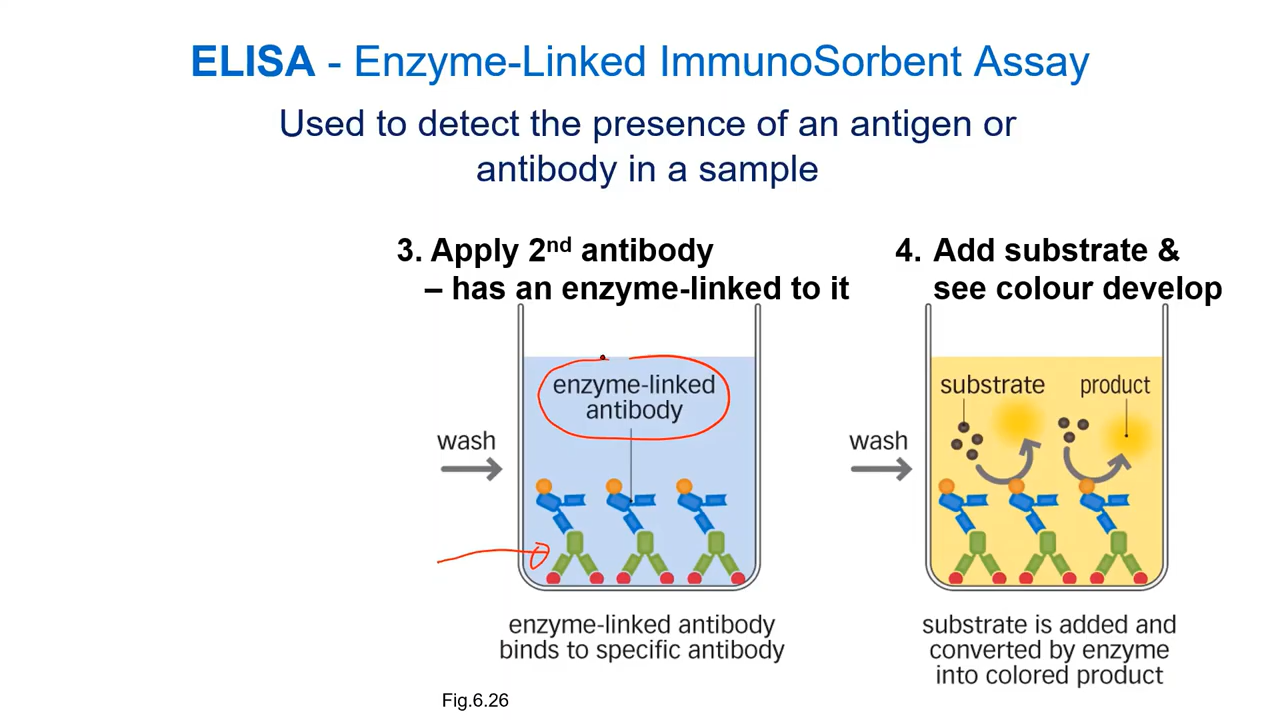 ELISA - Enzyme-Linked ImmunoSorbent Assay
Used to detect the presence of an antigen or
antibody in a sample
3. Apply 2nd antibody
– has an enzyme-linked to it
4. Add substrate &
see colour develop
wash
enzyme-linked
antibody
wash
substrate
product
enzyme-linked antibody
binds to specific antibody
substrate is added and
converted by enzyme
into colored product
Fig.6.26